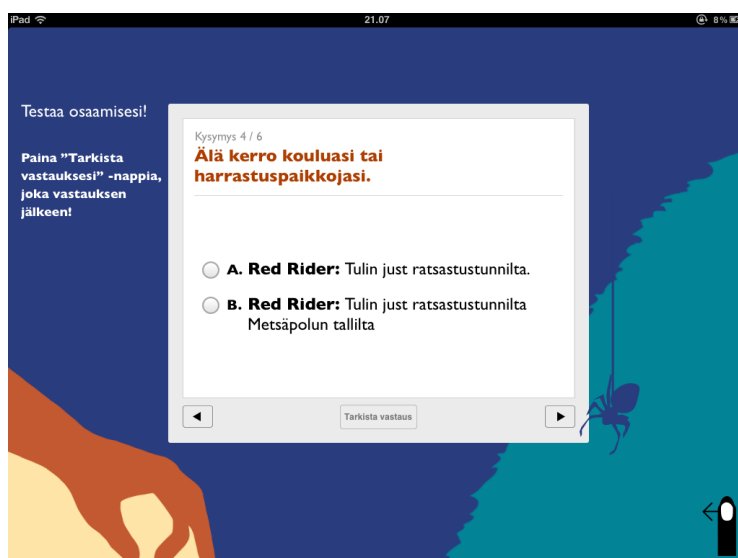 iPad
21.07
8%
Testaa osaamisesi!
Paina ”Tarkista
vastauksesi” -nappia,
joka vastauksen
jälkeen!
Kysymys 4 / 6
Älä kerro kouluasi tai
harrastuspaikkojasi.
A. Red Rider: Tulin just ratsastustunnilta.
B. Red Rider: Tulin just ratsastustunnilta
Metsäpolun tallilta
Tarkista vastaus